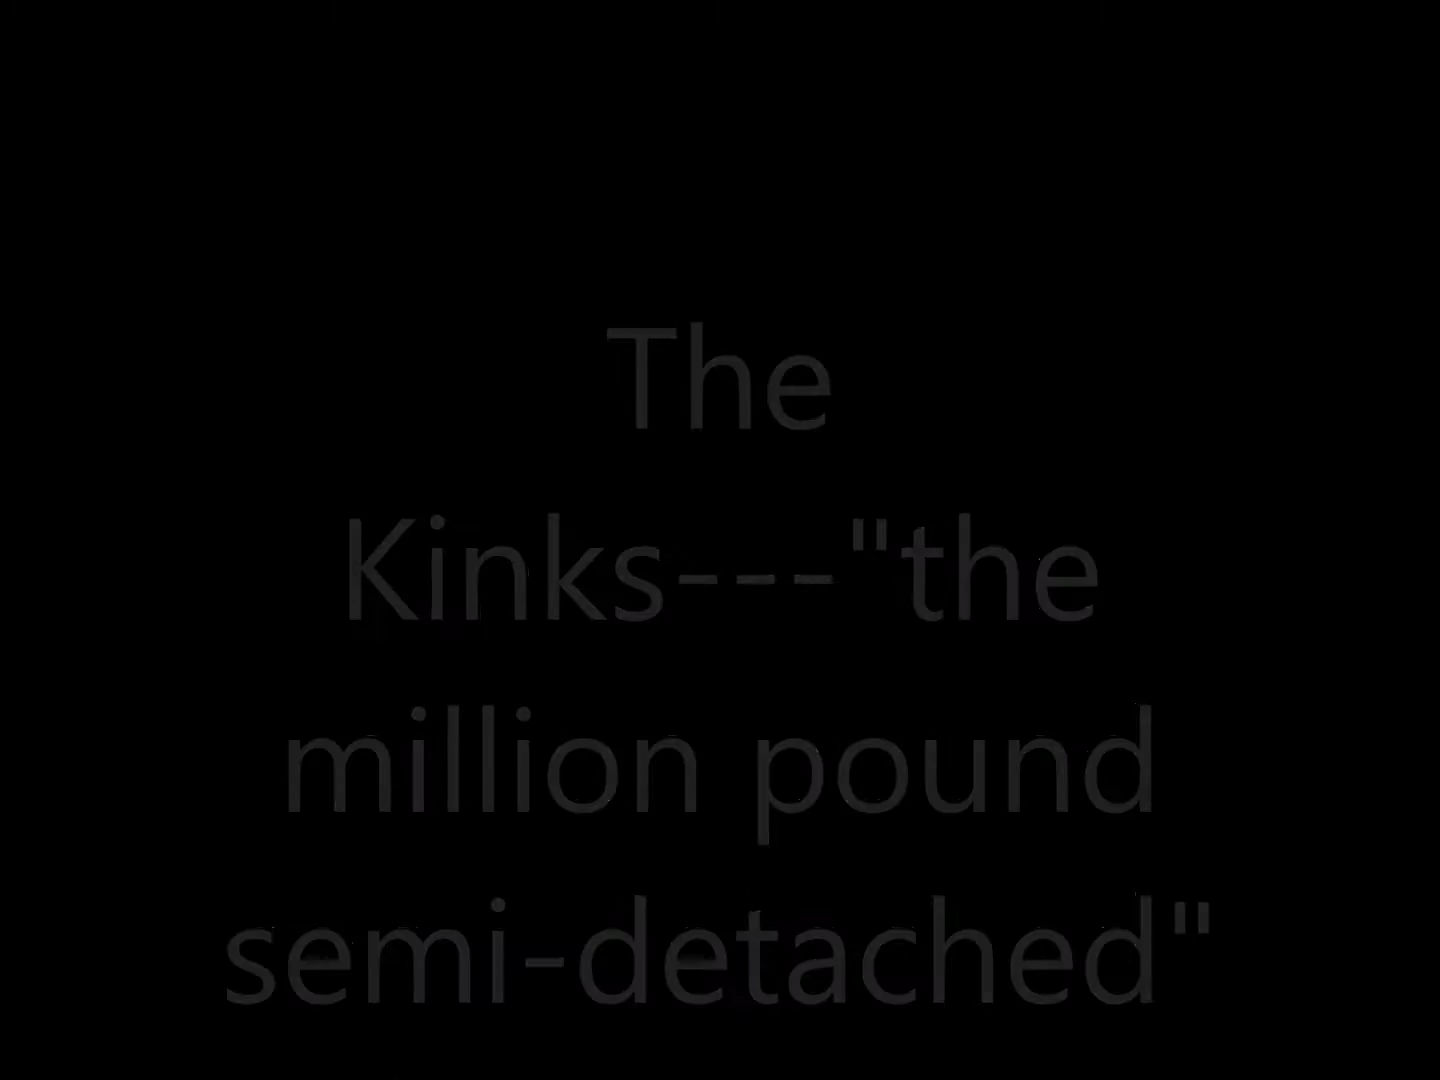 The
Kinks---"the
million pound
semi-detached"